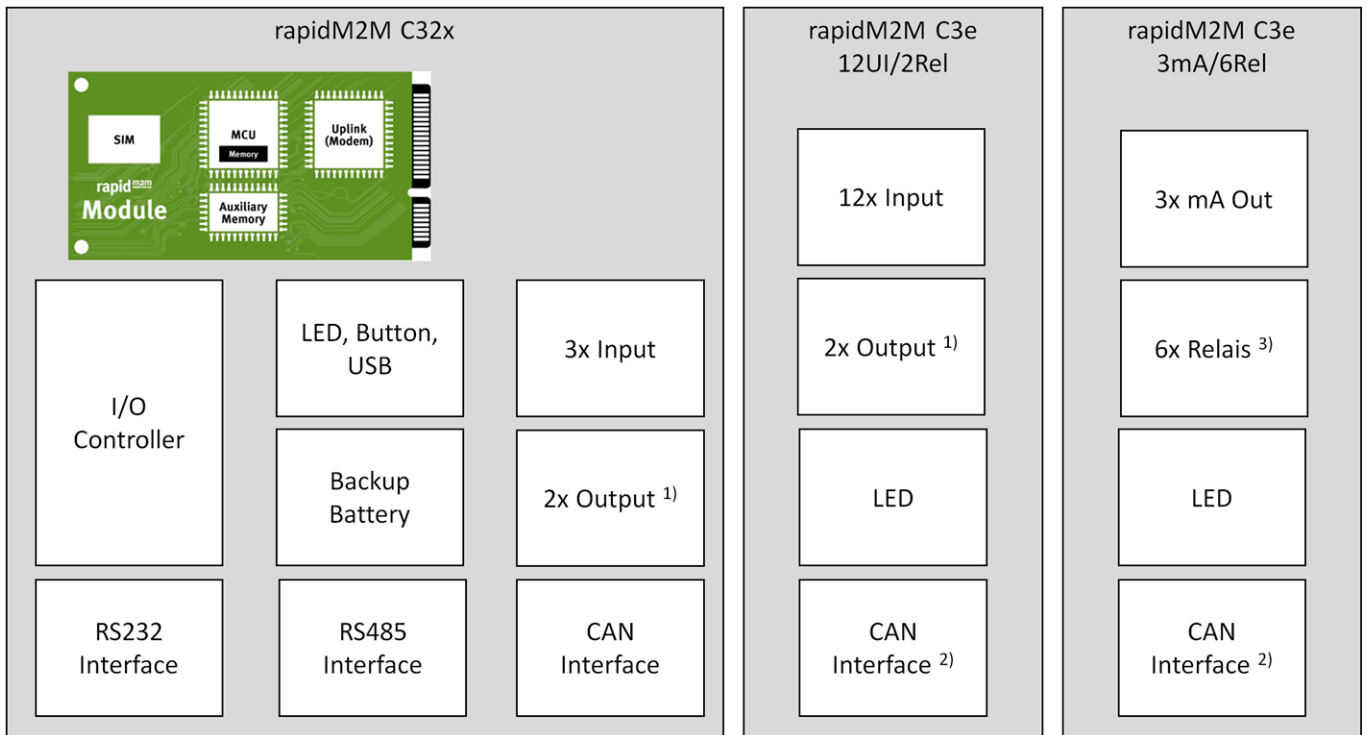 rapidM2M C32x
SIM
MCU
Memory
Uplink
(Modem)
rapid m2m
Module
Auxiliary
Memory
I/O
Controller
LED, Button,
USB
3x Input
Backup
Battery
2x Output 1)
RS232
Interface
RS485
Interface
CAN
Interface
rapidM2M C3e
12UI/2Rel
12x Input
2x Output 1)
LED
CAN
Interface 2)
rapidM2M C3e
3mA/6Rel
3x mA Out
6x Relais 3)
LED
CAN
Interface 2)